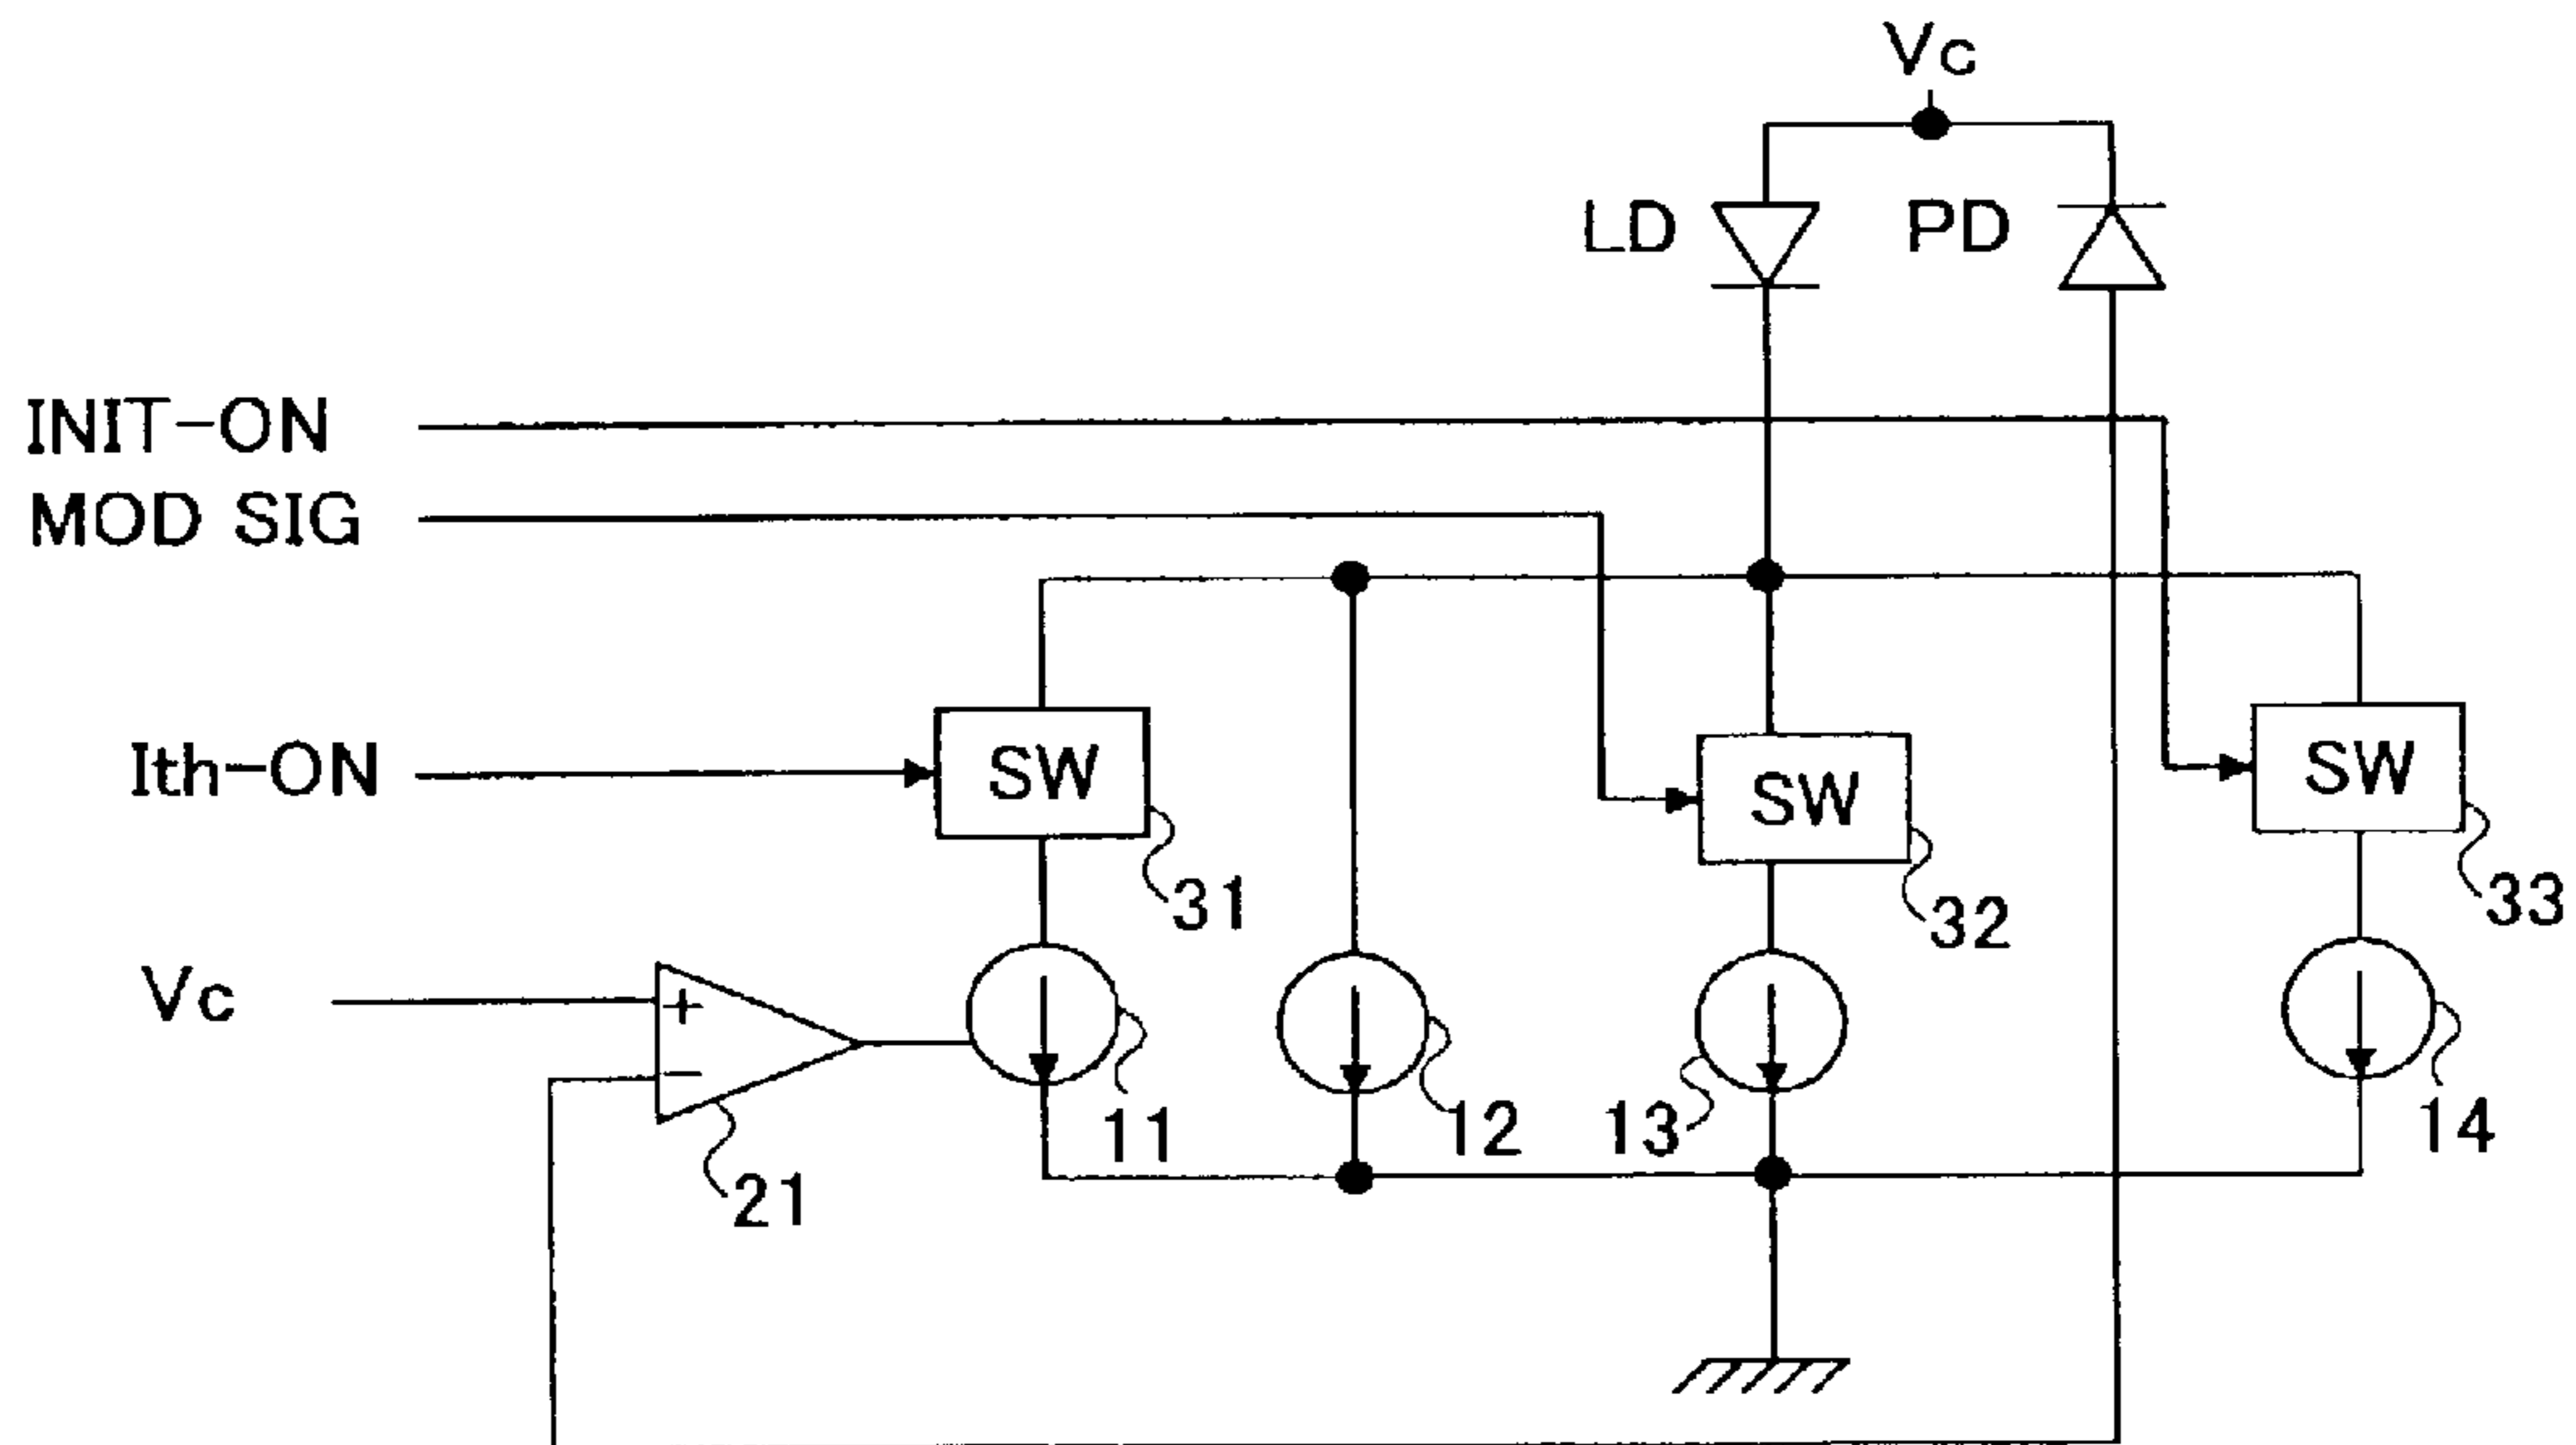 Vc
LD
PD
INIT-ON
MOD SIG
Ith-ON
SW
SW
SW
31
32
33
Vc
+
−
11
12
13
14
21